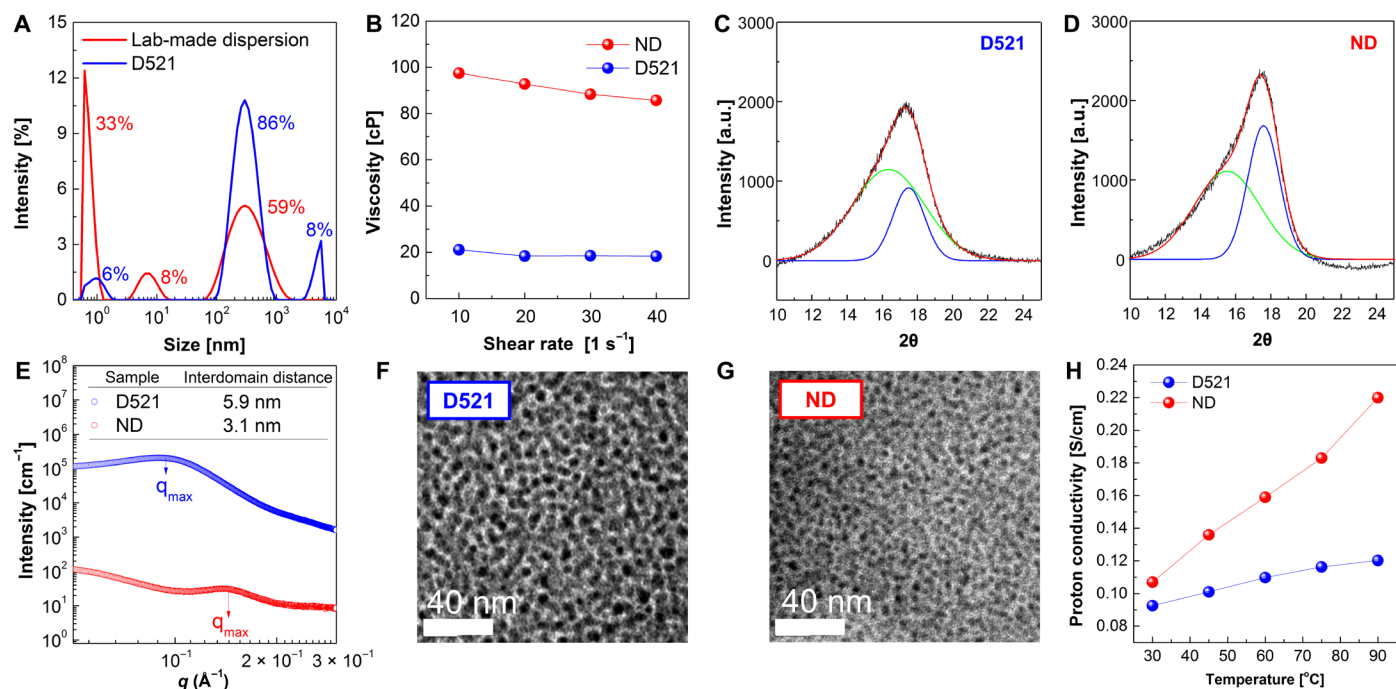 A
Intensity [%]
15
12
9
6
3
0
Lab-made dispersion
D521
33%
86%
59%
8%
6%
8%
10⁰ 10¹ 10² 10³ 10⁴
Size [nm]
B
Viscosity [cP]
120
100
80
60
40
20
0
ND
D521
10 20 30 40
Shear rate [1 s⁻¹)
C
Intensity [a.u.]
3000
2000
1000
0
D521
10 12 14 16 18 20 22 24
2θ
D
Intensity [a.u.]
3000
2000
1000
0
ND
10 12 14 16 18 20 22 24
2θ
E
Intensity [cm⁻¹]
10⁸
10⁷
10⁶
10⁵
10⁴
10³
10²
10¹
10⁰
Sample Interdomain distance
D521 5.9 nm
ND 3.1 nm
qmax
qmax
10⁻¹ 2 × 10⁻¹ 3 × 10⁻¹
q (Å⁻¹)
F
D521
40 nm
G
ND
40 nm
H
Proton conductivity [S/cm]
0.24
0.22
0.20
0.18
0.16
0.14
0.12
0.10
0.08
D521
ND
30 40 50 60 70 80 90
Temperature [°C]